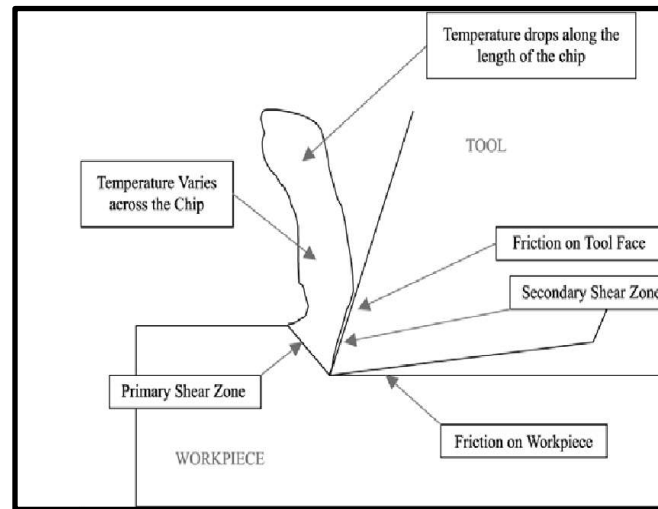 Temperature drops along the
length of the chip
TOOL
Temperature Varies
across the Chip
Friction on Tool Face
Secondary Shear Zone
Primary Shear Zone
Friction on Workpiece
WORKPIECE